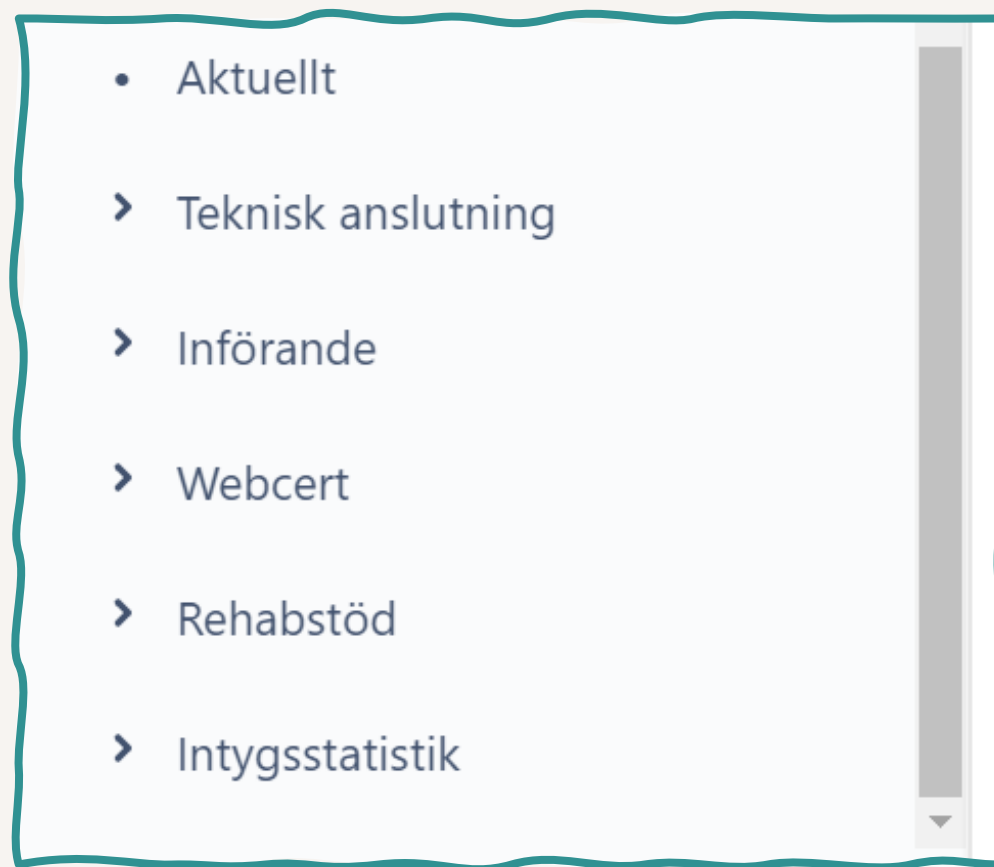 Aktuellt
Teknisk anslutning
Införande
Webcert
Rehabstöd
Intygsstatistik